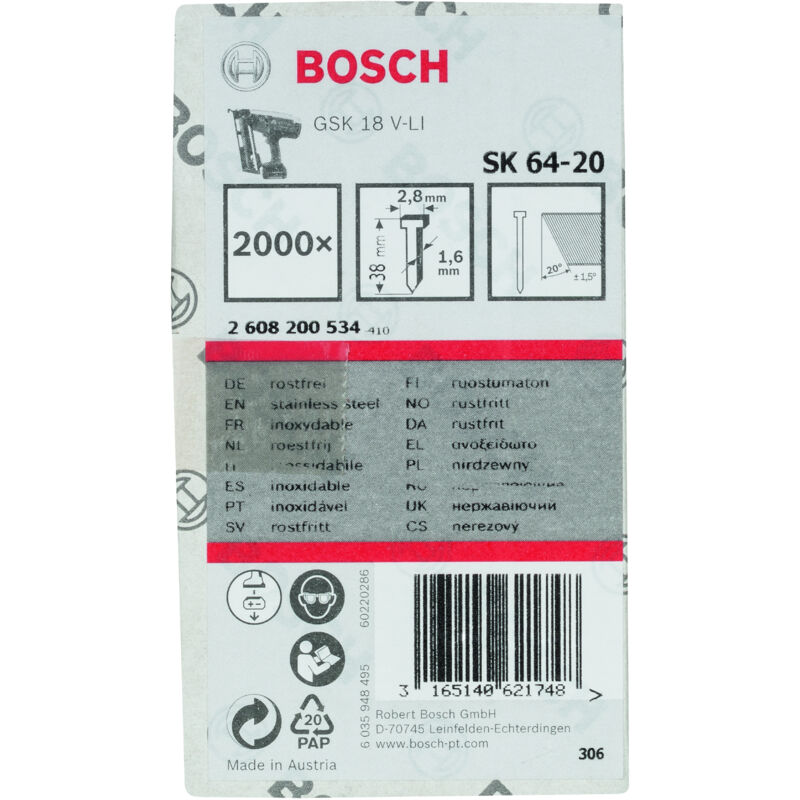 BOSCH
GSK 18 V-LI
SK 64-20
2000×
2,8 mm
38 mm
1,6 mm
20°
± 1,5°
2 608 200 534 -410
DE rostfrei
EN stainless steel
FR inoxydable
NL roestfrij
ES inoxidable
PT inoxidável
SV rostfritt
FI ruostumaton
NO rustfritt
DA rustfrit
EL ανοξείδωτο
PL nirdzewny
UK нержавіючий
CS nerezovy
60220286
6 035 948 495
3 165140 621748 >
20
PAP
Robert Bosch GmbH
D-70745 Leinfelden-Echterdingen
www.bosch-pt.com
Made in Austria
306